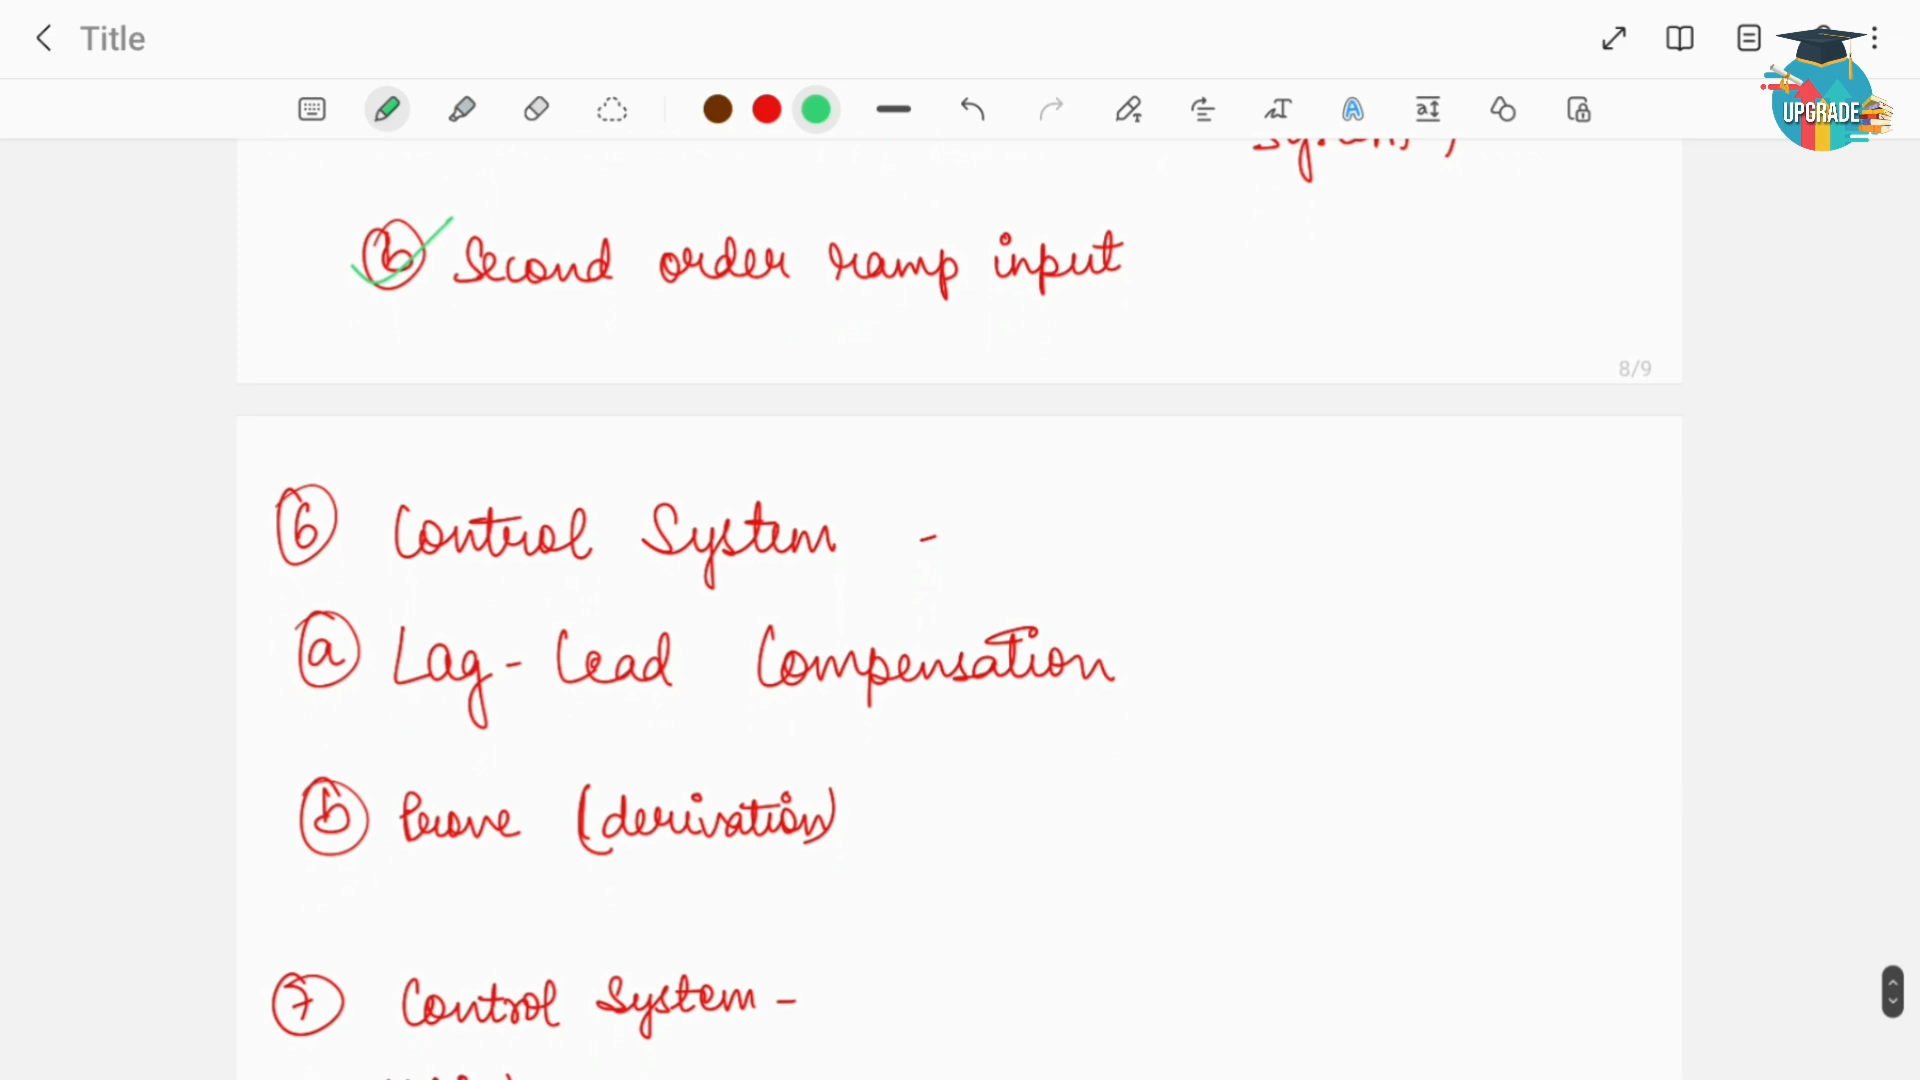 Title
UPGRADE
b Second order ramp input
8/9
6 Control System -
a Lag-Lead Compensation
b Prove (derivation)
7 Control System -